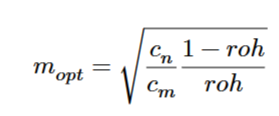 m_opt = √(c_n/c_m (1 − roh)/roh)